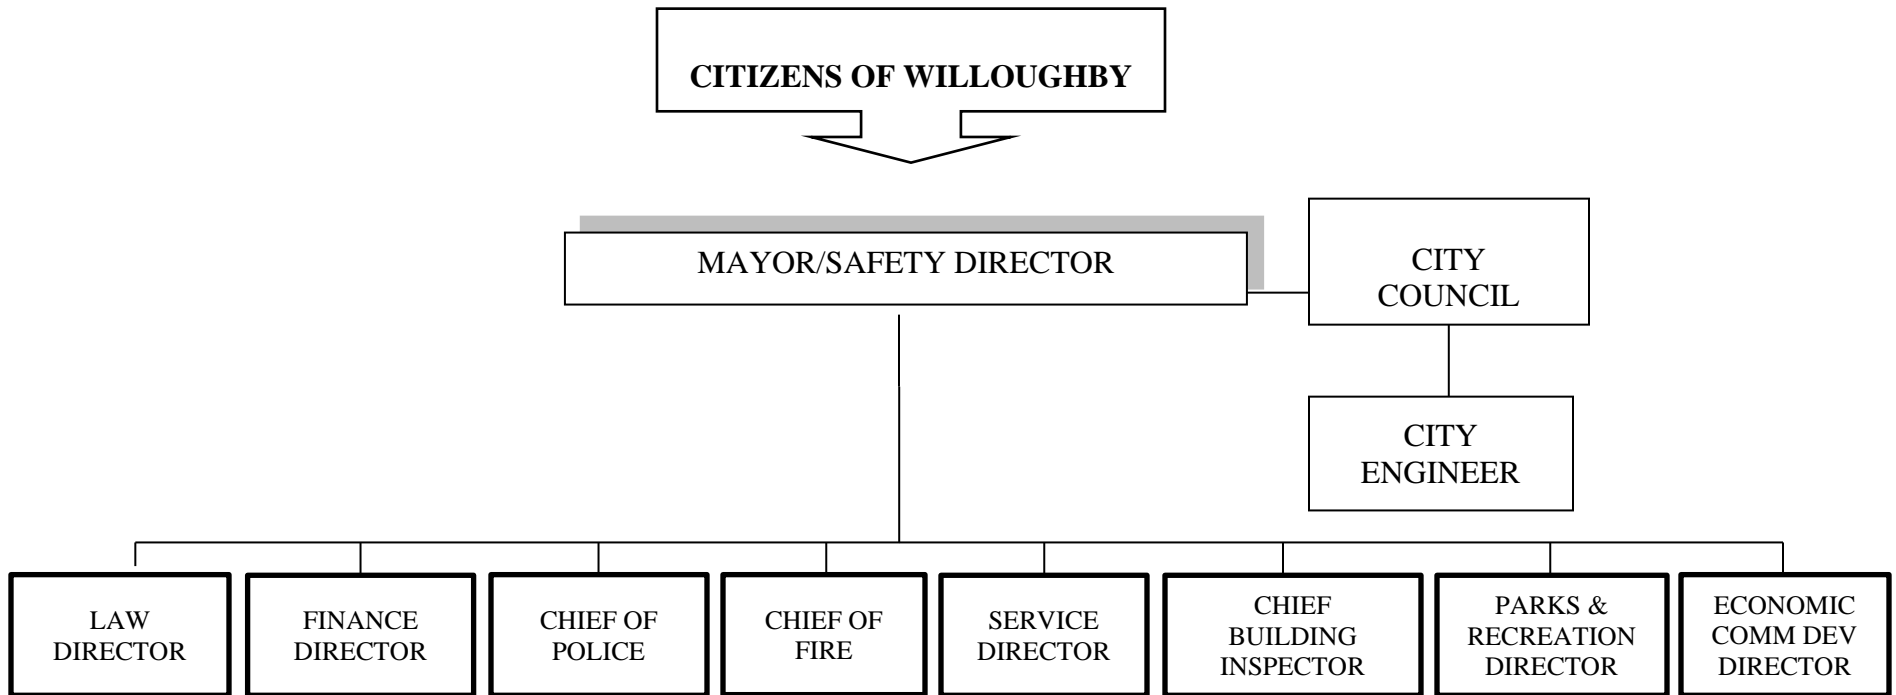 CITIZENS OF WILLOUGHBY
MAYOR/SAFETY DIRECTOR
CITY
COUNCIL
CITY
ENGINEER
LAW
DIRECTOR
FINANCE
DIRECTOR
CHIEF OF
POLICE
CHIEF OF
FIRE
SERVICE
DIRECTOR
CHIEF
BUILDING
INSPECTOR
PARKS &
RECREATION
DIRECTOR
ECONOMIC
COMM DEV
DIRECTOR